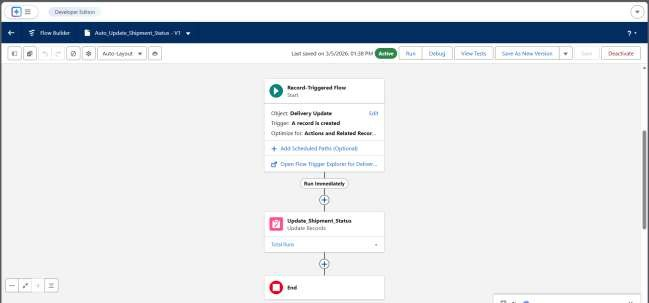 Developer Edition
Flow Builder
Auto_Update_Shipment_Status - V1
?
Auto-Layout
Last saved on 3/5/2026, 01:38 PM
Active
Run
Debug
View Tests
Save As New Version
Save
Deactivate
Record-Triggered Flow
Start
Object: Delivery Update
Edit
Trigger: A record is created
Optimize for: Actions and Related Recor...
+ Add Scheduled Paths (Optional)
Open Flow Trigger Explorer for Deliver...
Run Immediately
Update_Shipment_Status
Update Records
Total Runs
--
End